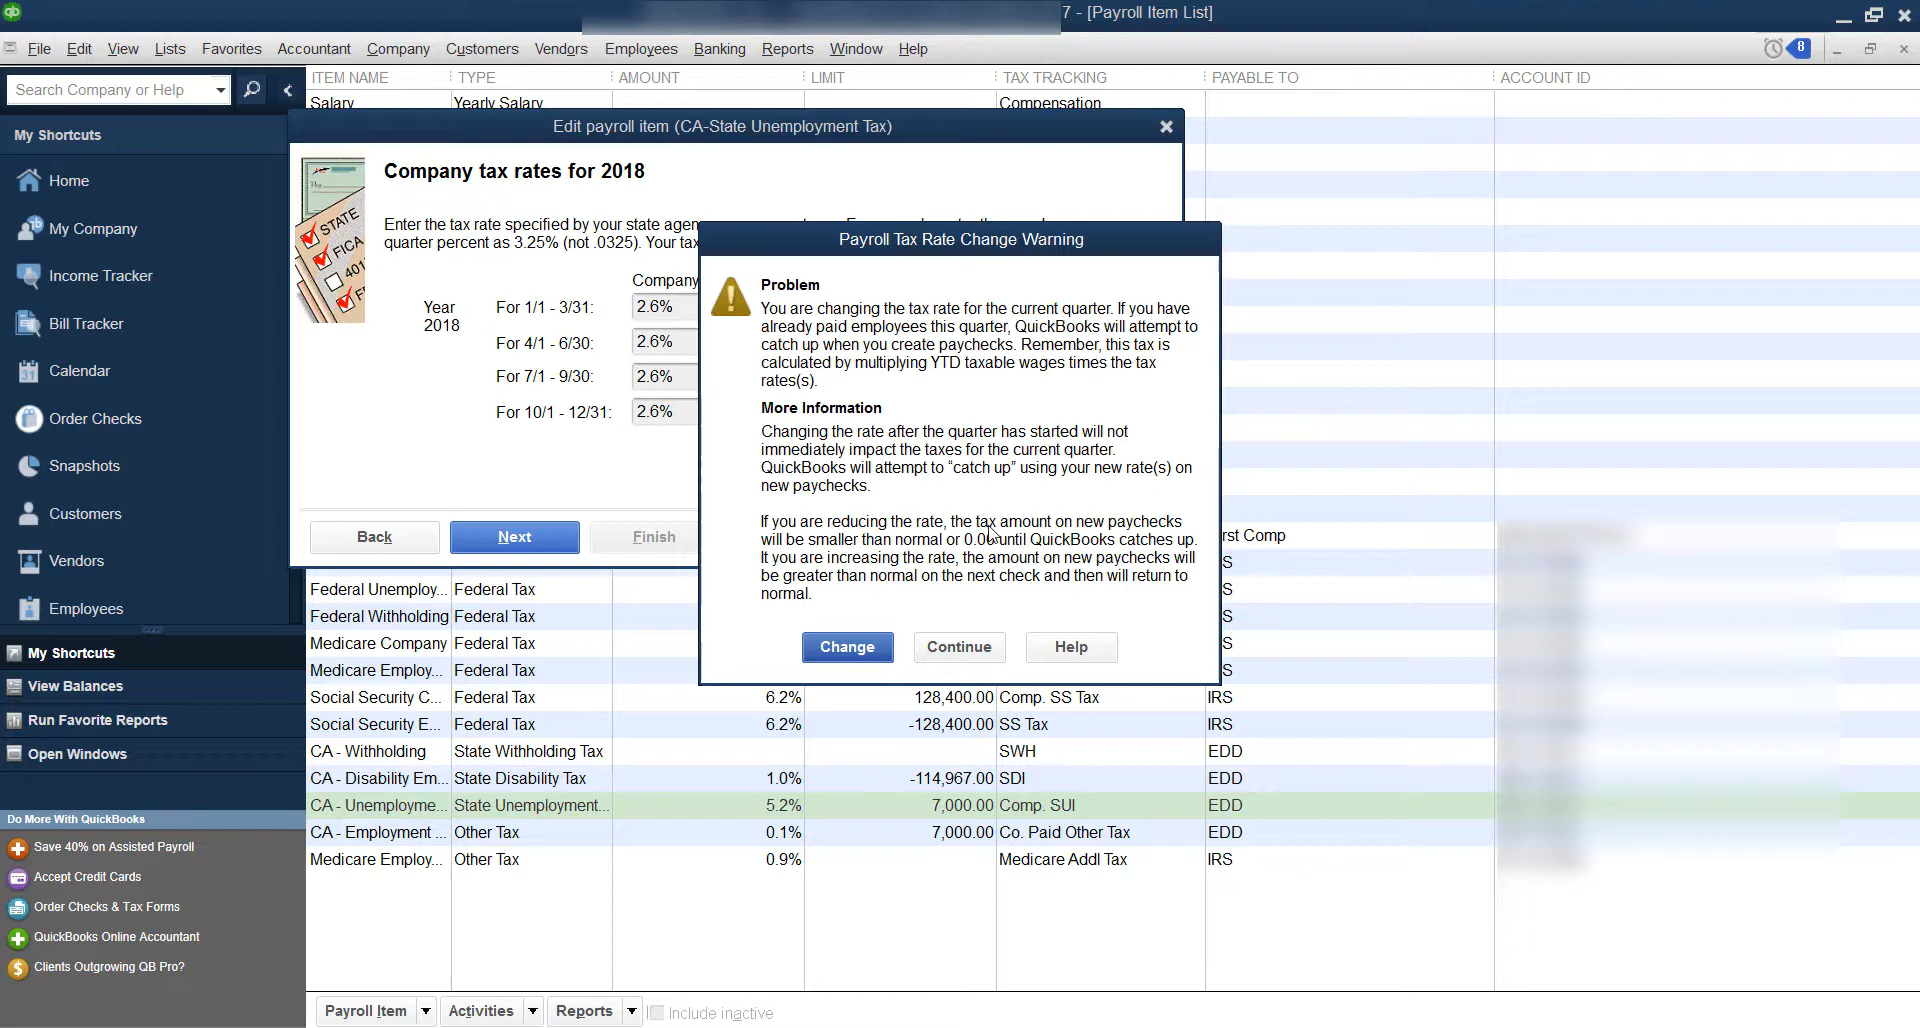 7 - [Payroll Item List]
File Edit View Lists Favorites Accountant Company Customers Vendors Employees Banking Reports Window Help
8
Search Company or Help
ITEM NAME TYPE AMOUNT LIMIT TAX TRACKING PAYABLE TO ACCOUNT ID
Salary Yearly Salary Compensation
My Shortcuts
Home
My Company
Income Tracker
Bill Tracker
Calendar
Order Checks
Snapshots
Customers
Vendors
Employees
My Shortcuts
View Balances
Run Favorite Reports
Open Windows
Do More With QuickBooks
Save 40% on Assisted Payroll
Accept Credit Cards
Order Checks & Tax Forms
QuickBooks Online Accountant
Clients Outgrowing QB Pro?
Edit payroll item (CA-State Unemployment Tax)
STATE
FICA
Company tax rates for 2018
Enter the tax rate specified by your state agen
quarter percent as 3.25% (not .0325). Your tax
Company
Year
2018
For 1/1 - 3/31: 2.6%
For 4/1 - 6/30: 2.6%
For 7/1 - 9/30: 2.6%
For 10/1 - 12/31: 2.6%
Back Next Finish
Payroll Tax Rate Change Warning
Problem
You are changing the tax rate for the current quarter. If you have
already paid employees this quarter, QuickBooks will attempt to
catch up when you create paychecks. Remember, this tax is
calculated by multiplying YTD taxable wages times the tax
rates(s).
More Information
Changing the rate after the quarter has started will not
immediately impact the taxes for the current quarter.
QuickBooks will attempt to “catch up” using your new rate(s) on
new paychecks.
If you are reducing the rate, the tax amount on new paychecks
will be smaller than normal or 0.00 until QuickBooks catches up.
If you are increasing the rate, the amount on new paychecks will
be greater than normal on the next check and then will return to
normal.
Change Continue Help
rst Comp
S
Federal Unemploy... Federal Tax S
Federal Withholding Federal Tax S
Medicare Company Federal Tax S
Medicare Employ... Federal Tax S
Social Security C... Federal Tax 6.2% 128,400.00 Comp. SS Tax IRS
Social Security E... Federal Tax 6.2% -128,400.00 SS Tax IRS
CA - Withholding State Withholding Tax SWH EDD
CA - Disability Em... State Disability Tax 1.0% -114,967.00 SDI EDD
CA - Unemployme... State Unemployment... 5.2% 7,000.00 Comp. SUI EDD
CA - Employment ... Other Tax 0.1% 7,000.00 Co. Paid Other Tax EDD
Medicare Employ... Other Tax 0.9% Medicare Addl Tax IRS
Payroll Item Activities Reports Include inactive